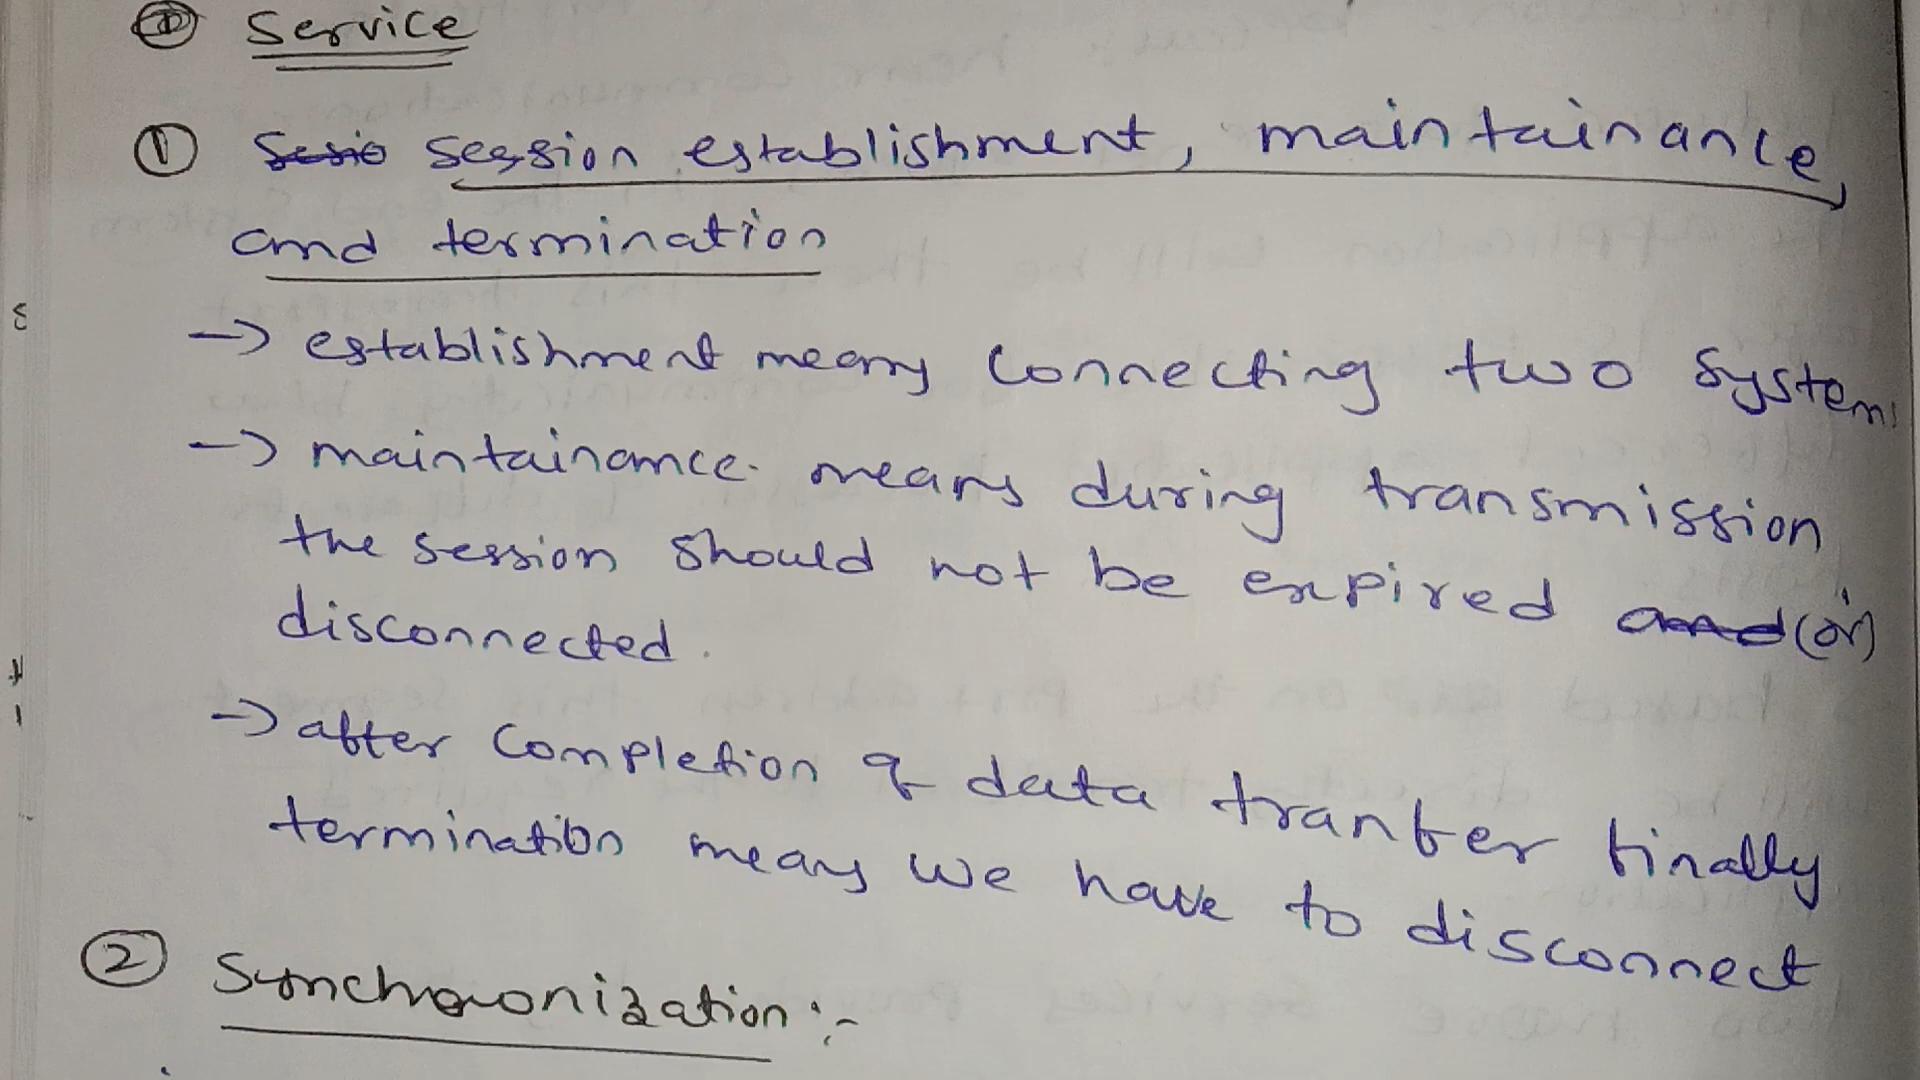 Service
① Sesio session establishment, maintainance,
and termination
→ establishment means connecting two systems
→ maintainance means during transmission
the session should not be expired and (or)
disconnected.
→ after completion of data tranfer finally
termination means we have to disconnect
② Synchronization :-